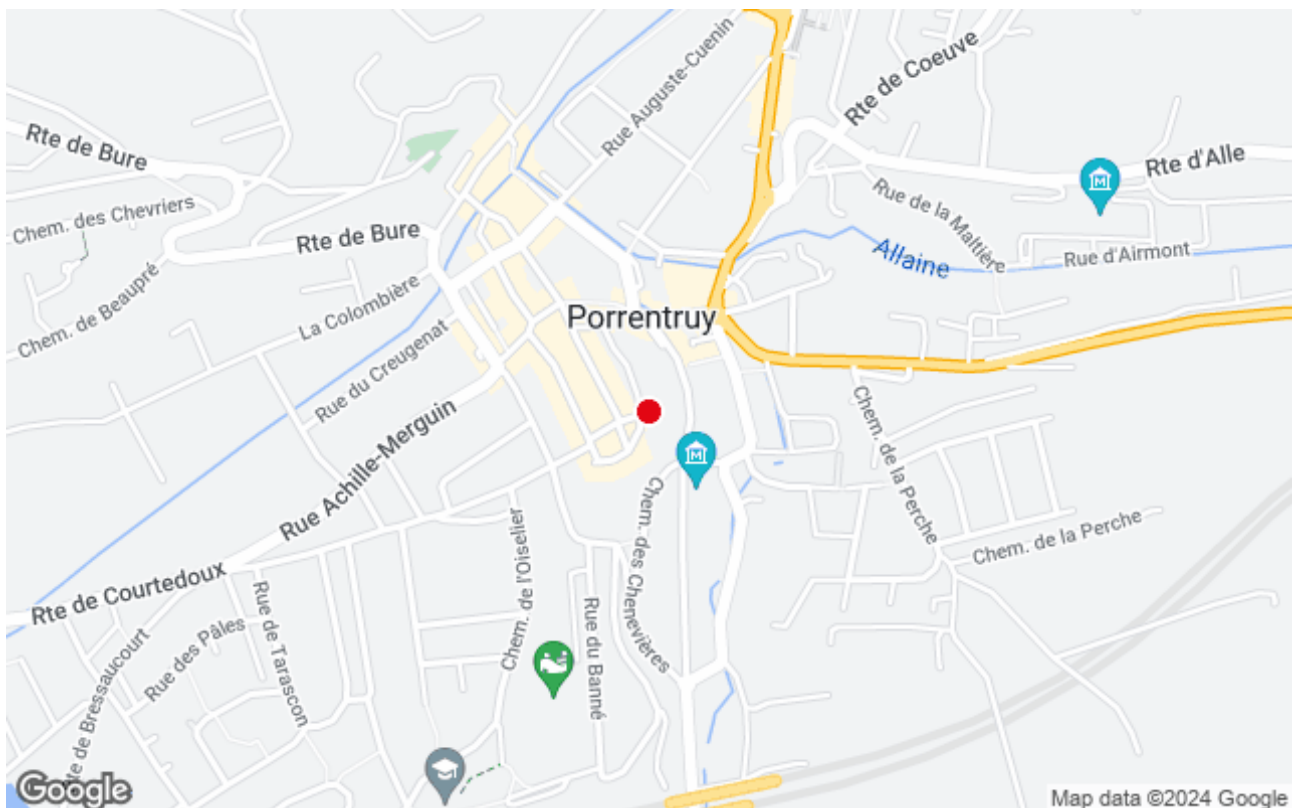 Rue Auguste-Cuenin
Rte de Coeuve
Rte de Bure
Rte d'Alle
Chem. des Chevriers
Rue de la Maltière
Rte de Bure
Allaine
Rue d'Airmont
Chem. de Beaupré
La Colombière
Porrentruy
Rue du Creugenat
Rue Achille-Merguin
Chem. de la Perche
Chem. de l'Oiselier
Chem. des Chenevières
Chem. de la Perche
Rte de Courtedoux
Rue de Tarascon
Rue des Pâles
Rue du Banné
Rte de Bressaucourt
Google
Map data ©2024 Google